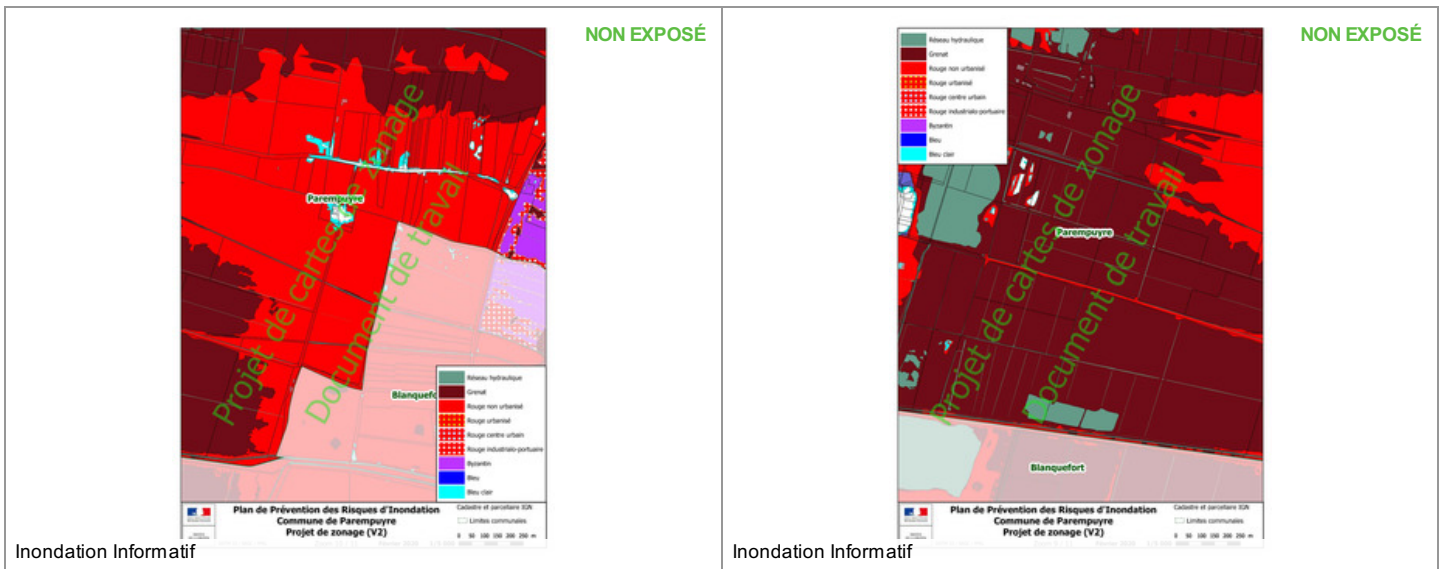 NON EXPOSÉ
Parempuyre
Blanquefo
Projet de cartes de zonage
Document de travail
Réseau hydraulique
Grenat
Rouge non urbanisé
Rouge urbanisé
Rouge centre urbain
Rouge industrialo-portuaire
Byzantin
Bleu
Bleu clair
Plan de Prévention des Risques d'Inondation
Commune de Parempuyre
Projet de zonage (V2)
Cadastre et parcellaire IGN
Limites communales
0 50 100 150 200 250 m
Inondation Informatif
NON EXPOSÉ
Réseau hydraulique
Grenat
Rouge non urbanisé
Rouge urbanisé
Rouge centre urbain
Rouge industrialo-portuaire
Byzantin
Bleu
Bleu clair
Parempuyre
Projet de cartes de zonage
Document de travail
Blanquefort
Plan de Prévention des Risques d'Inondation
Commune de Parempuyre
Projet de zonage (V2)
Cadastre et parcellaire IGN
Limites communales
0 50 100 150 200 250 m
Inondation Informatif